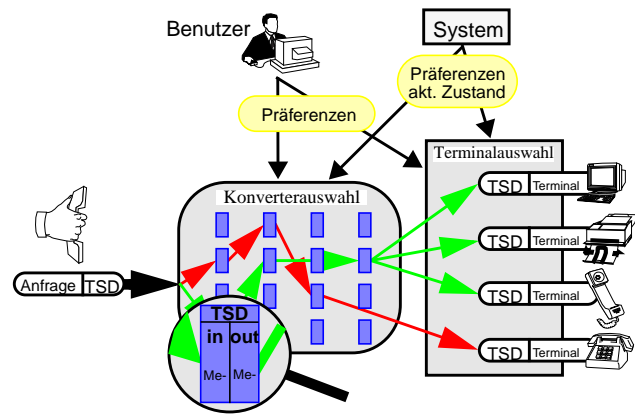 Benutzer
System
Präferenzen
akt. Zustand
Präferenzen
Terminalauswahl
Konverterauswahl
TSD Terminal
TSD Terminal
Anfrage TSD
TSD Terminal
TSD
in out
Me- Me-
TSD Terminal